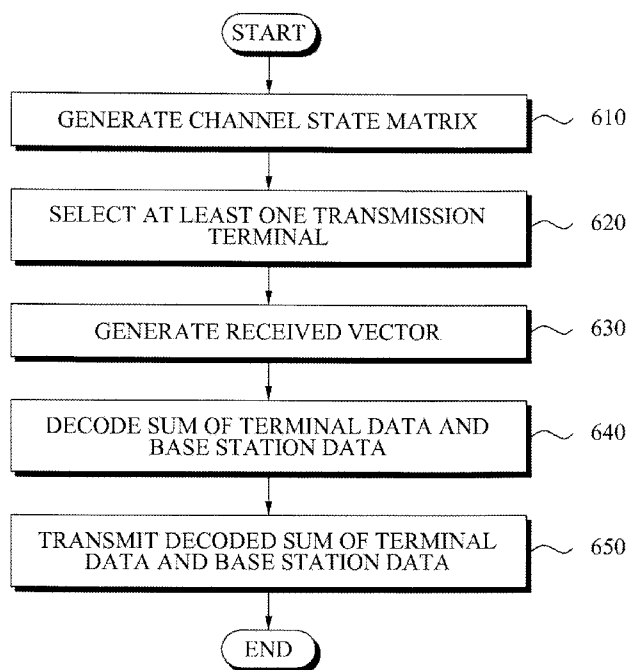 START
GENERATE CHANNEL STATE MATRIX
610
SELECT AT LEAST ONE TRANSMISSION
TERMINAL
620
GENERATE RECEIVED VECTOR
630
DECODE SUM OF TERMINAL DATA AND
BASE STATION DATA
640
TRANSMIT DECODED SUM OF TERMINAL
DATA AND BASE STATION DATA
650
END